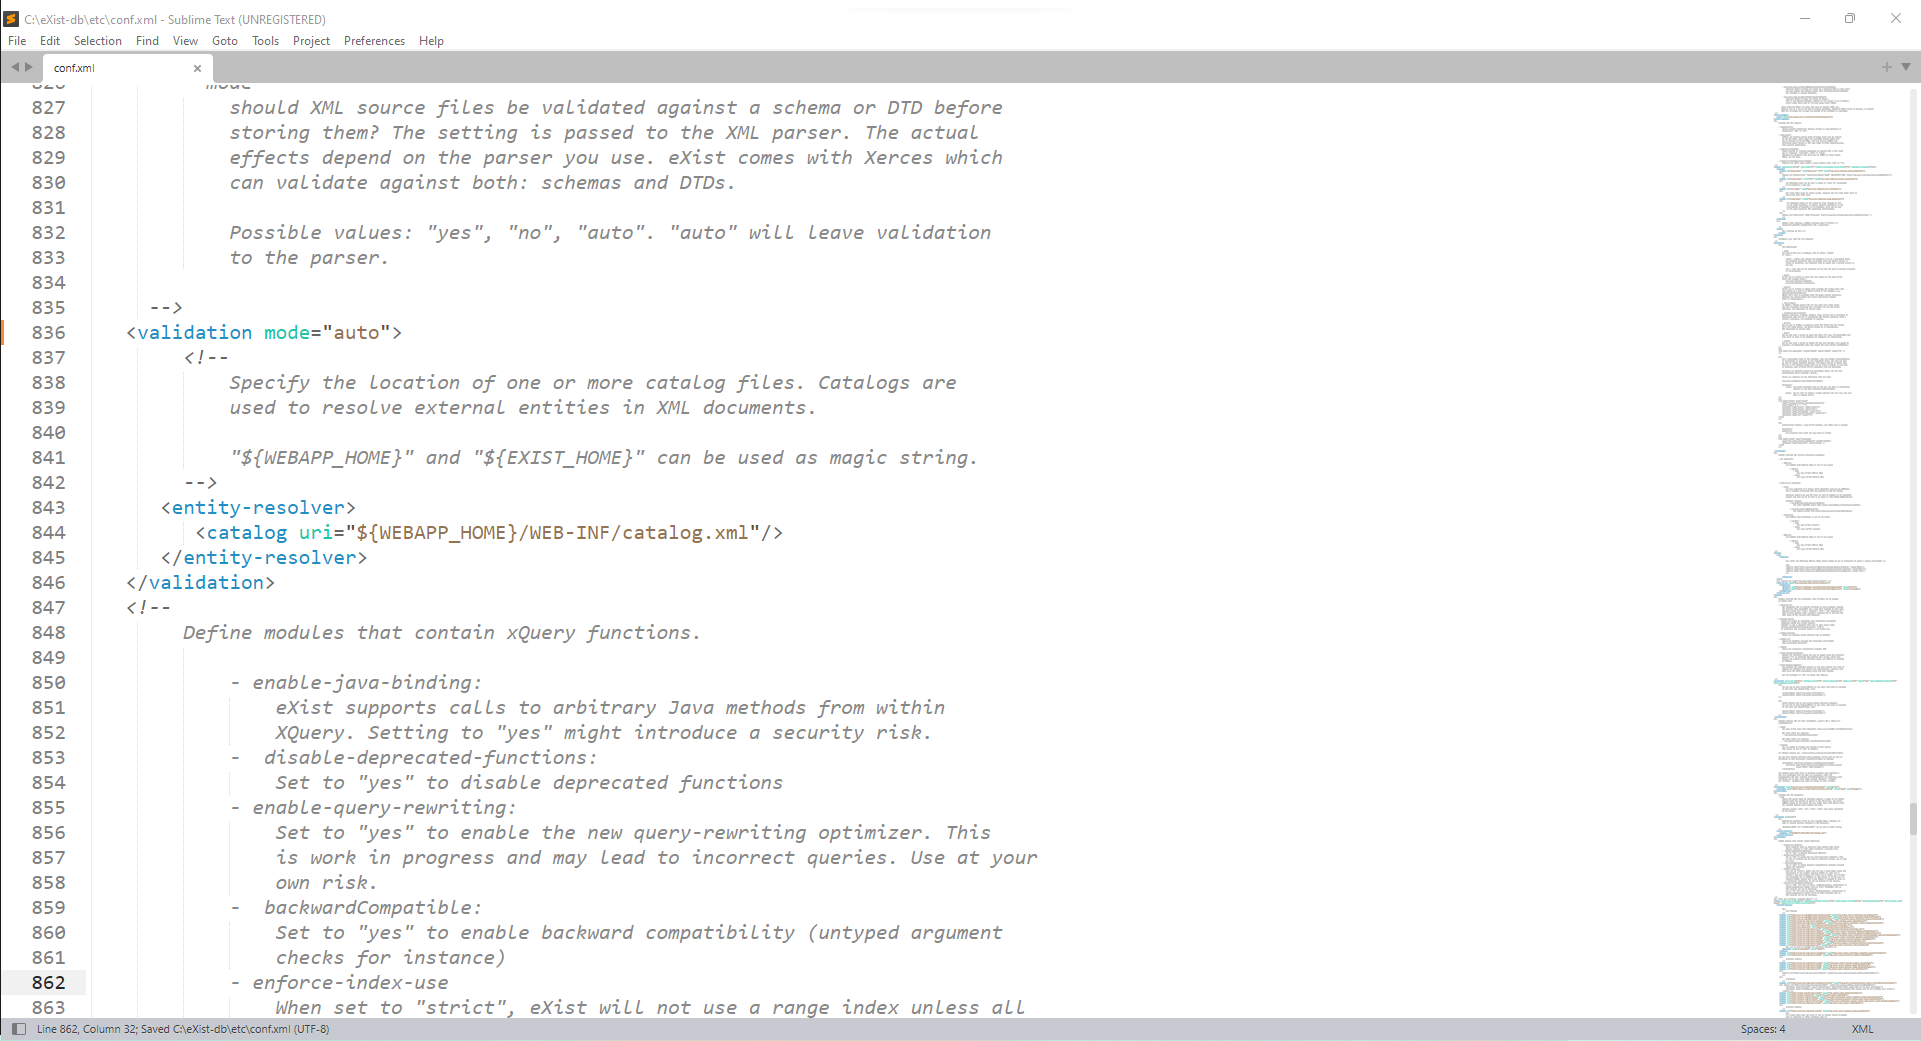 C:\eXist-db\etc\conf.xml - Sublime Text (UNREGISTERED)
File Edit Selection Find View Goto Tools Project Preferences Help
conf.xml
826 mode
827 should XML source files be validated against a schema or DTD before
828 storing them? The setting is passed to the XML parser. The actual
829 effects depend on the parser you use. eXist comes with Xerces which
830 can validate against both: schemas and DTDs.
831
832 Possible values: "yes", "no", "auto". "auto" will leave validation
833 to the parser.
834
835 -->
836 <validation mode="auto">
837 <!--
838 Specify the location of one or more catalog files. Catalogs are
839 used to resolve external entities in XML documents.
840
841 "${WEBAPP_HOME}" and "${EXIST_HOME}" can be used as magic string.
842 -->
843 <entity-resolver>
844 <catalog uri="${WEBAPP_HOME}/WEB-INF/catalog.xml"/>
845 </entity-resolver>
846 </validation>
847 <!--
848 Define modules that contain xQuery functions.
849
850 - enable-java-binding:
851 eXist supports calls to arbitrary Java methods from within
852 XQuery. Setting to "yes" might introduce a security risk.
853 - disable-deprecated-functions:
854 Set to "yes" to disable deprecated functions
855 - enable-query-rewriting:
856 Set to "yes" to enable the new query-rewriting optimizer. This
857 is work in progress and may lead to incorrect queries. Use at your
858 own risk.
859 - backwardCompatible:
860 Set to "yes" to enable backward compatibility (untyped argument
861 checks for instance)
862 - enforce-index-use
863 When set to "strict", eXist will not use a range index unless all
Line 862, Column 32; Saved C:\eXist-db\etc\conf.xml (UTF-8)
Spaces: 4
XML